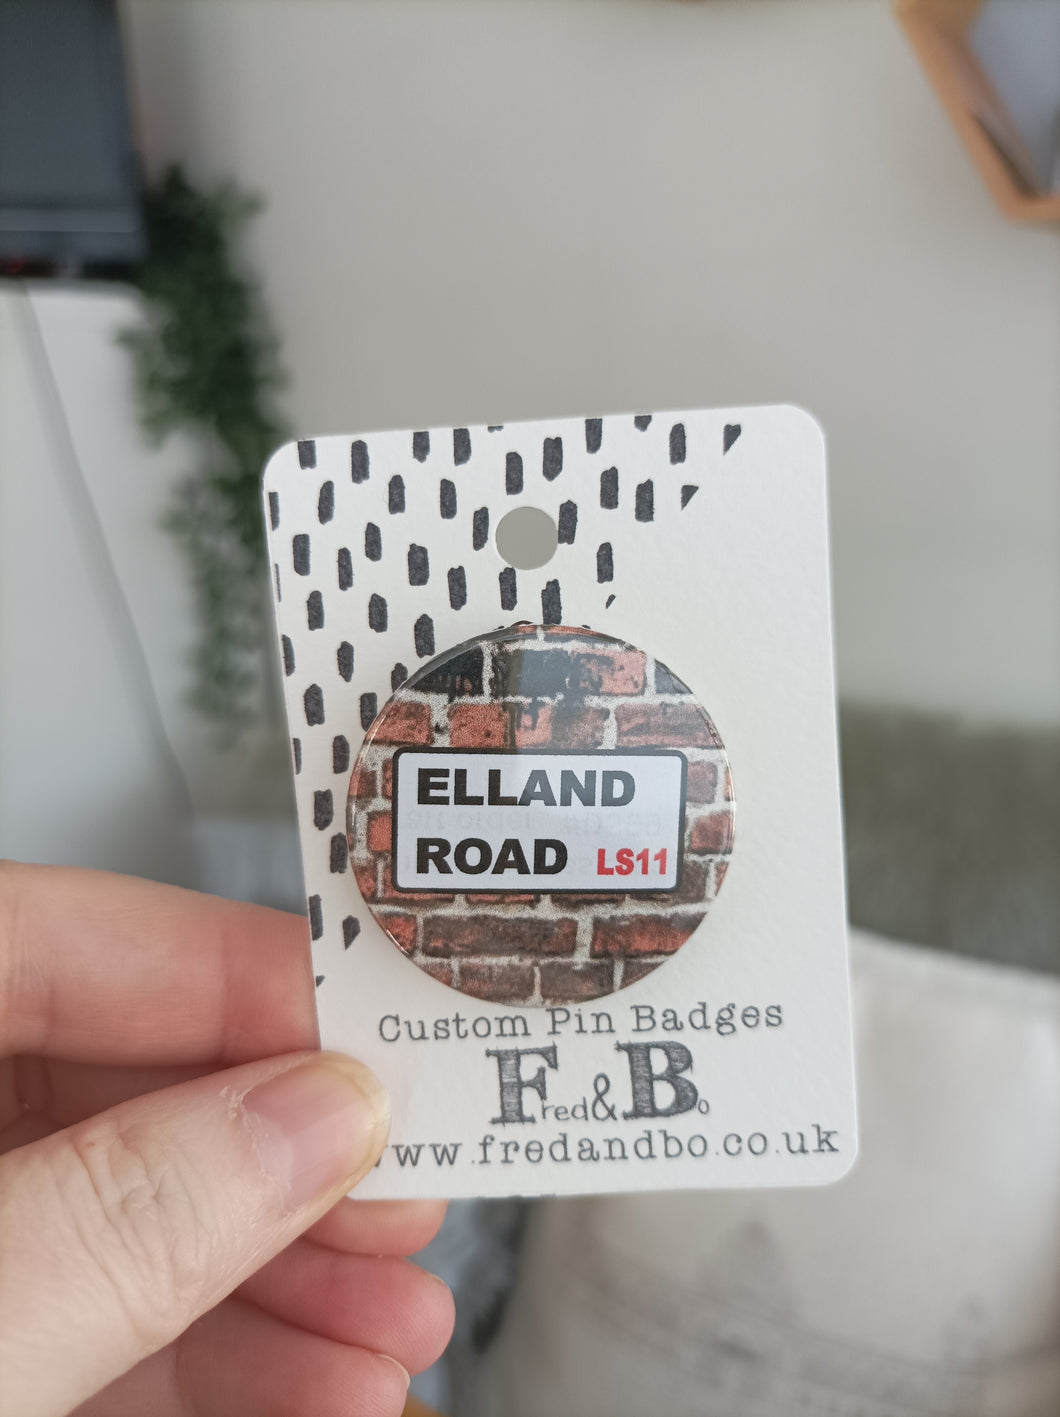 ELLAND
ROAD LS11
Custom Pin Badges
Fred&Bo
www.fredandbo.co.uk